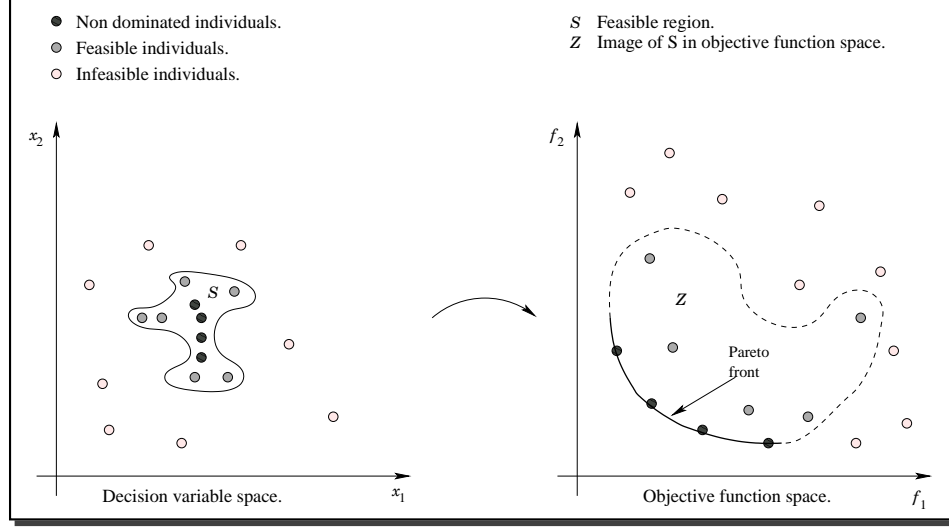 Non dominated individuals.
Feasible individuals.
Infeasible individuals.
S Feasible region.
Z Image of S in objective function space.
x2
S
x1
Decision variable space.
f2
Z
Pareto
front
f1
Objective function space.